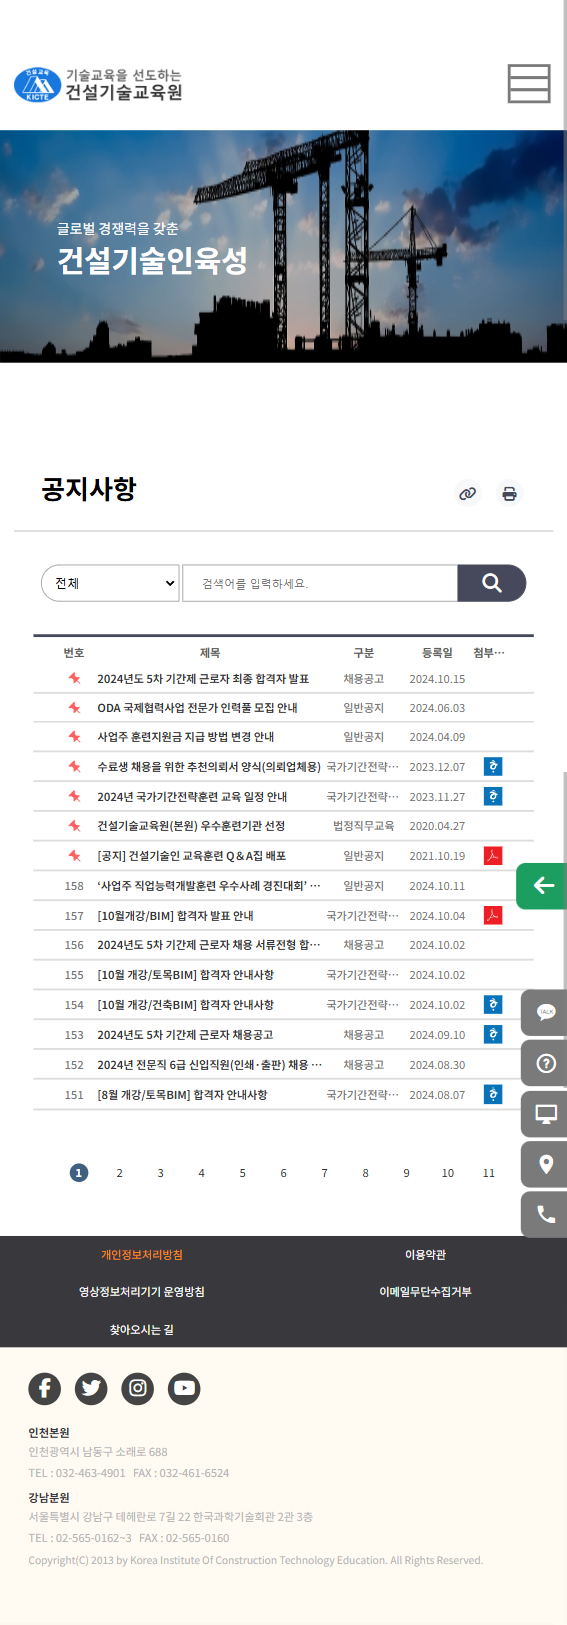 건설교육
KICTE
기술교육을 선도하는
건설기술교육원
글로벌 경쟁력을 갖춘
건설기술인육성
공지사항
전체 검색어를 입력하세요.
번호 제목 구분 등록일 첨부…
2024년도 5차 기간제 근로자 최종 합격자 발표 채용공고 2024.10.15
ODA 국제협력사업 전문가 인력풀 모집 안내 일반공지 2024.06.03
사업주 훈련지원금 지급 방법 변경 안내 일반공지 2024.04.09
수료생 채용을 위한 추천의뢰서 양식(의뢰업체용) 국가기간전략… 2023.12.07
2024년 국가기간전략훈련 교육 일정 안내 국가기간전략… 2023.11.27
건설기술교육원(본원) 우수훈련기관 선정 법정직무교육 2020.04.27
[공지] 건설기술인 교육훈련 Q＆A집 배포 일반공지 2021.10.19
158 ‘사업주 직업능력개발훈련 우수사례 경진대회’ … 일반공지 2024.10.11
157 [10월개강/BIM] 합격자 발표 안내 국가기간전략… 2024.10.04
156 2024년도 5차 기간제 근로자 채용 서류전형 합… 채용공고 2024.10.02
155 [10월 개강/토목BIM] 합격자 안내사항 국가기간전략… 2024.10.02
154 [10월 개강/건축BIM] 합격자 안내사항 국가기간전략… 2024.10.02
153 2024년도 5차 기간제 근로자 채용공고 채용공고 2024.09.10
152 2024년 전문직 6급 신입직원(인쇄·출판) 채용 … 채용공고 2024.08.30
151 [8월 개강/토목BIM] 합격자 안내사항 국가기간전략… 2024.08.07
TALK
1 2 3 4 5 6 7 8 9 10 11
개인정보처리방침 이용약관
영상정보처리기기 운영방침 이메일무단수집거부
찾아오시는 길
인천본원
인천광역시 남동구 소래로 688
TEL : 032-463-4901 FAX : 032-461-6524
강남분원
서울특별시 강남구 테헤란로 7길 22 한국과학기술회관 2관 3층
TEL : 02-565-0162~3 FAX : 02-565-0160
Copyright(C) 2013 by Korea Institute Of Construction Technology Education. All Rights Reserved.